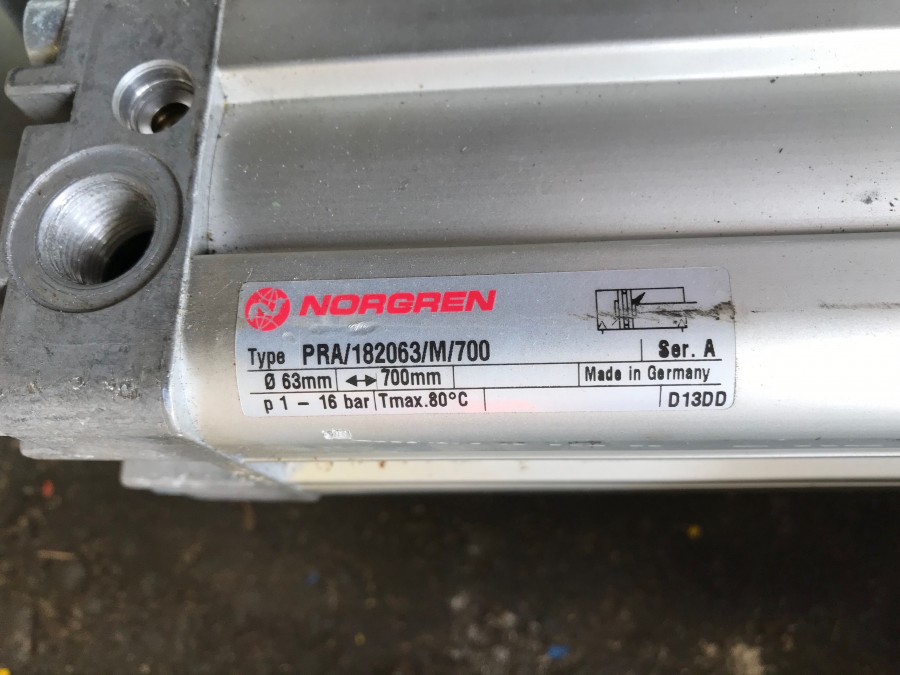 NORGREN
Type PRA/182063/M/700 Ser. A
Ø 63mm ↔ 700mm Made in Germany
p 1 - 16 bar Tmax.80°C D13DD